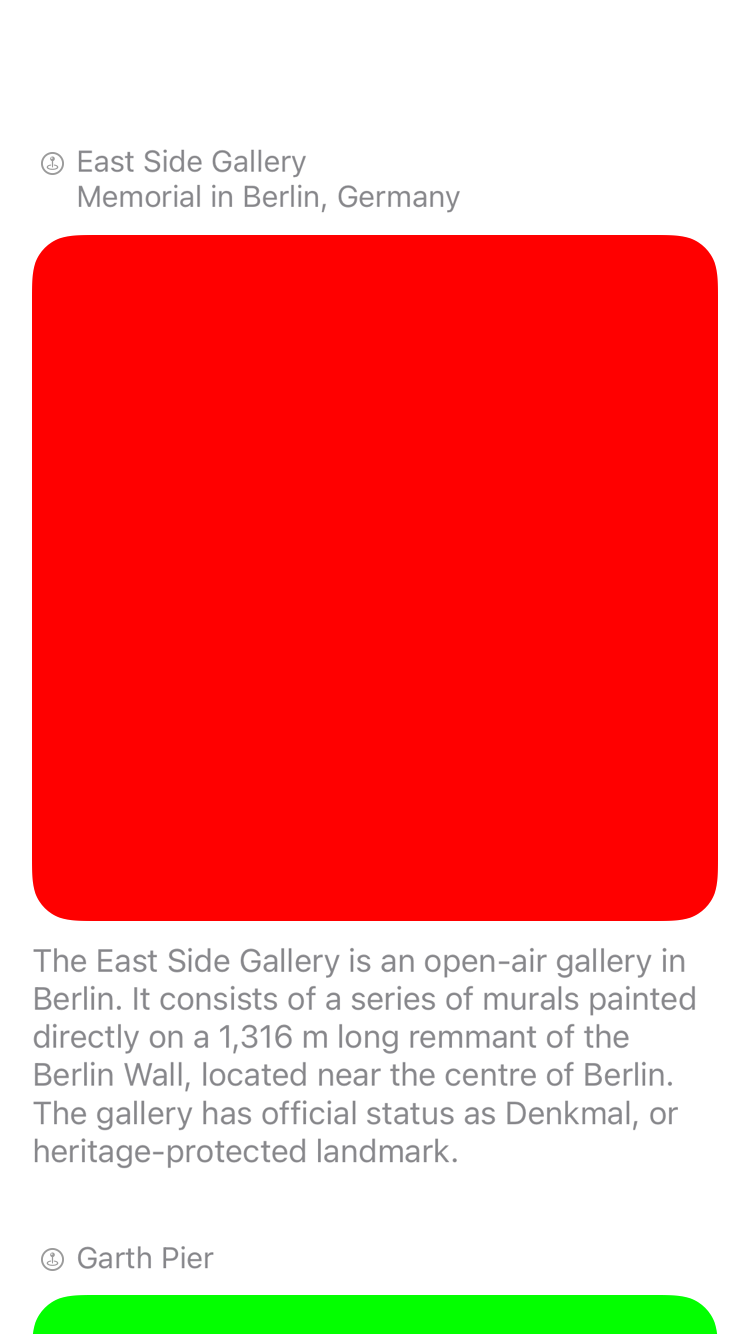 East Side Gallery
Memorial in Berlin, Germany
The East Side Gallery is an open-air gallery in
Berlin. It consists of a series of murals painted
directly on a 1,316 m long remmant of the
Berlin Wall, located near the centre of Berlin.
The gallery has official status as Denkmal, or
heritage-protected landmark.
Garth Pier